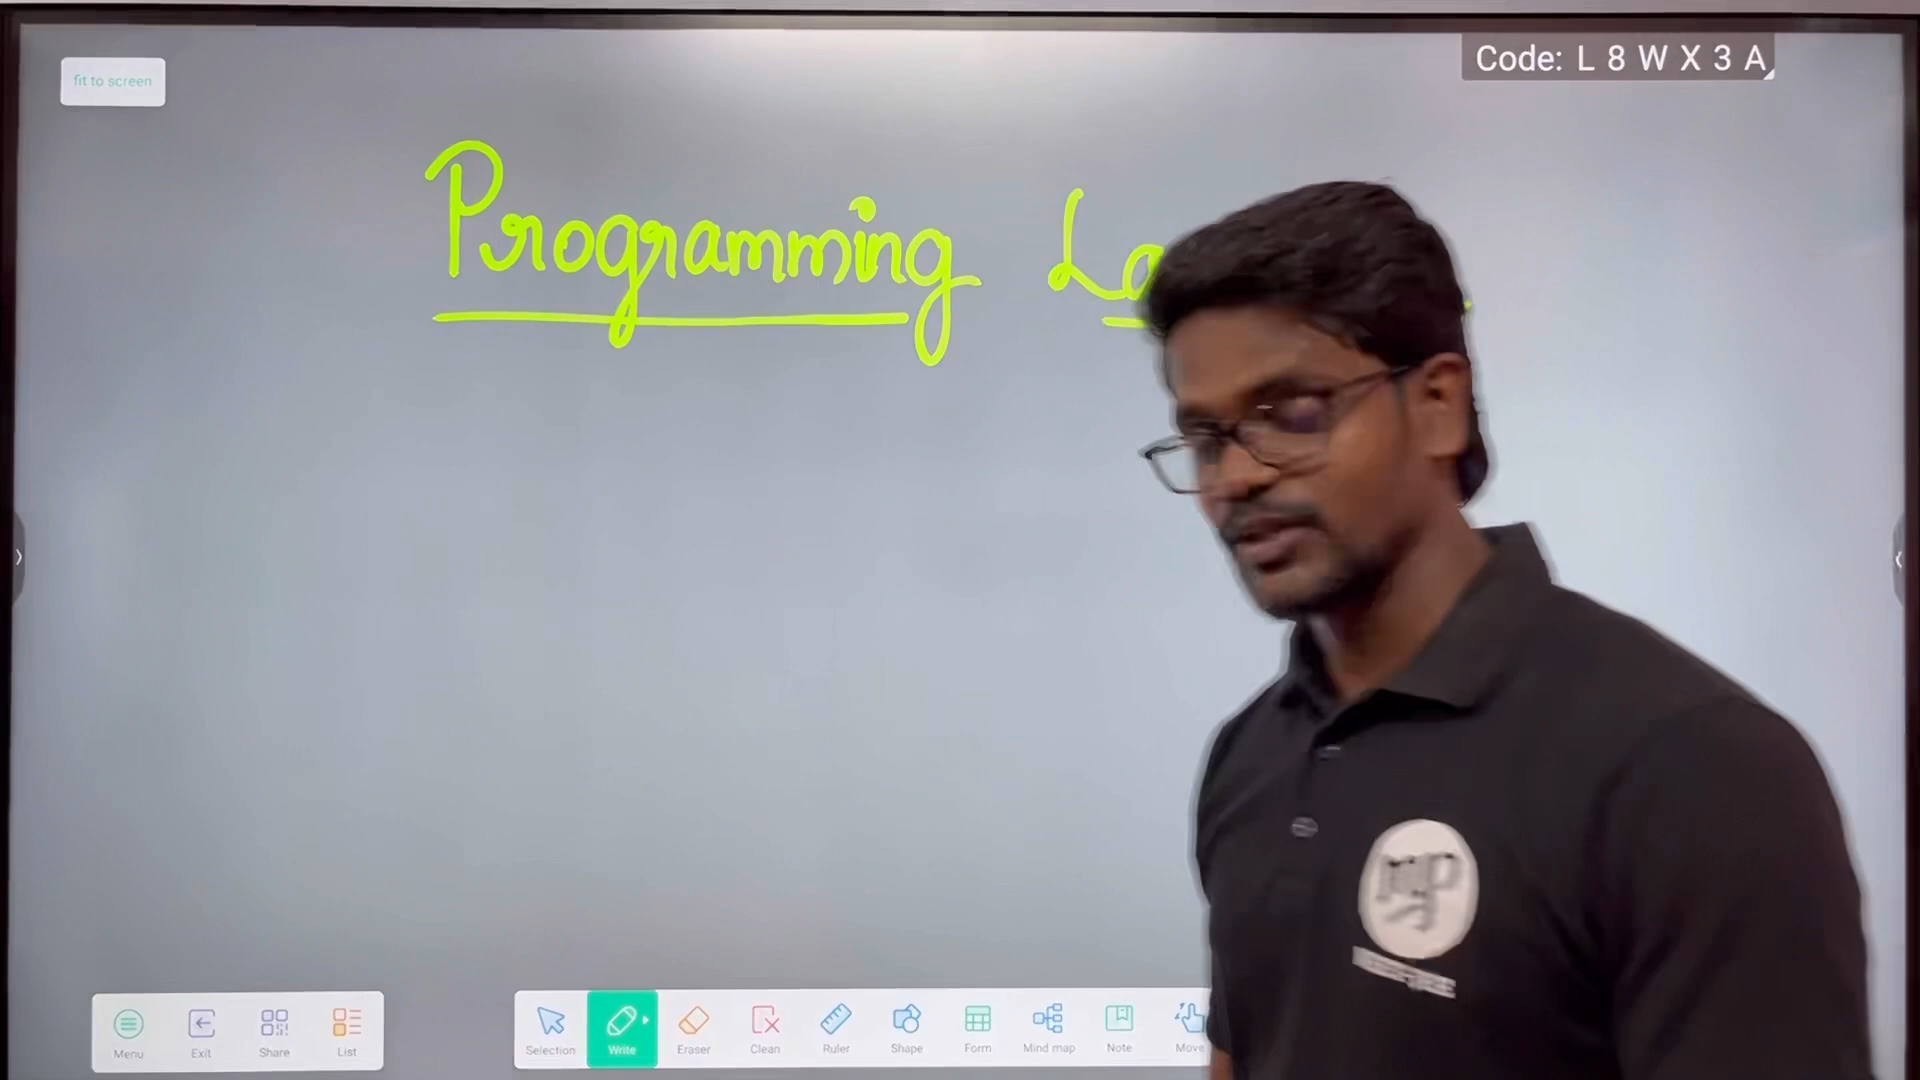 fit to screen
Code: L 8 W X 3 A
Programming La
Menu Exit Share List
Selection Write Eraser Clean Ruler Shape Form Mind map Note Move